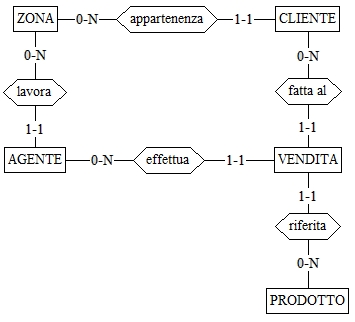 ZONA 0-N appartenenza 1-1 CLIENTE
0-N 0-N
lavora fatta al
1-1 1-1
AGENTE 0-N effettua 1-1 VENDITA
1-1
riferita
0-N
PRODOTTO